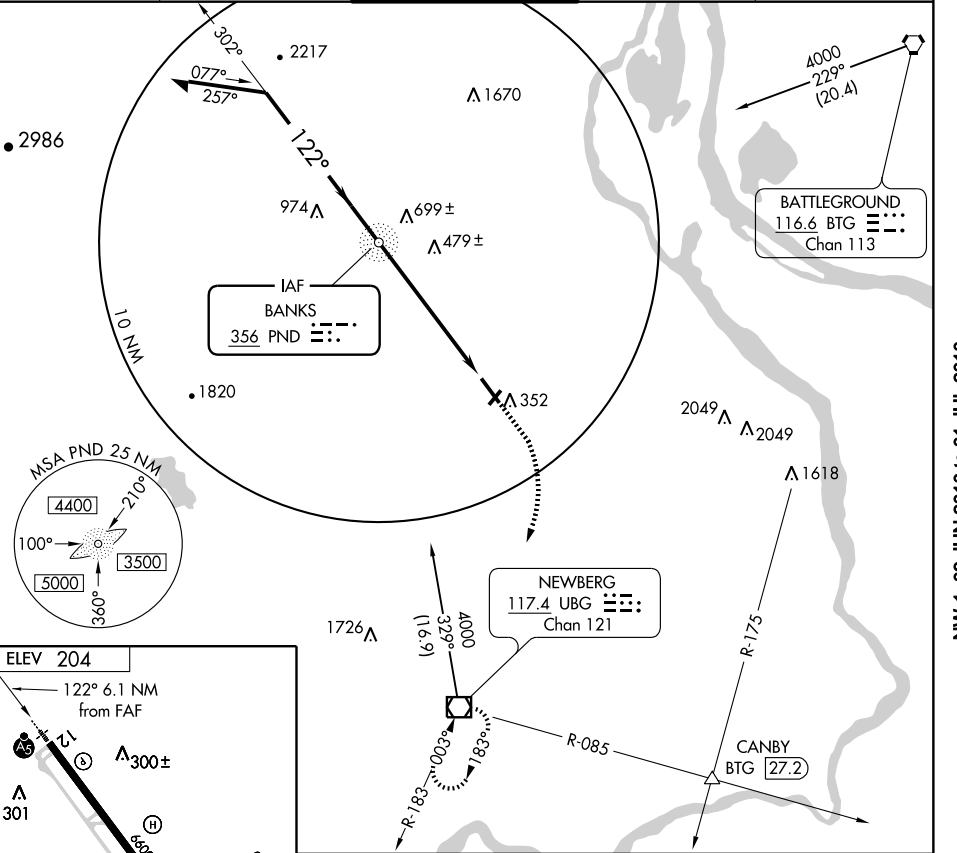 302°
2217
077°
257°
4000
229°
(20.4)
1670
2986
122°
974
699±
479±
BATTLEGROUND
116.6 BTG
Chan 113
IAF
BANKS
356 PND
10 NM
1820
352
2049
2049
1618
MSA PND 25 NM
4400
210°
100°
3500
5000
360°
NEWBERG
117.4 UBG
Chan 121
4000
329°
(16.9)
1726
R-175
ELEV 204
122° 6.1 NM
from FAF
12
A5
P
300±
301
H
R-085
CANBY
BTG 27.2
003°
183°
R-183